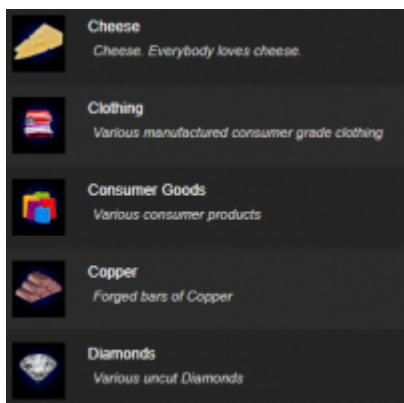 Cheese
Cheese. Everybody loves cheese.
Clothing
Various manufactured consumer grade clothing
Consumer Goods
Various consumer products
Copper
Forged bars of Copper
Diamonds
Various uncut Diamonds